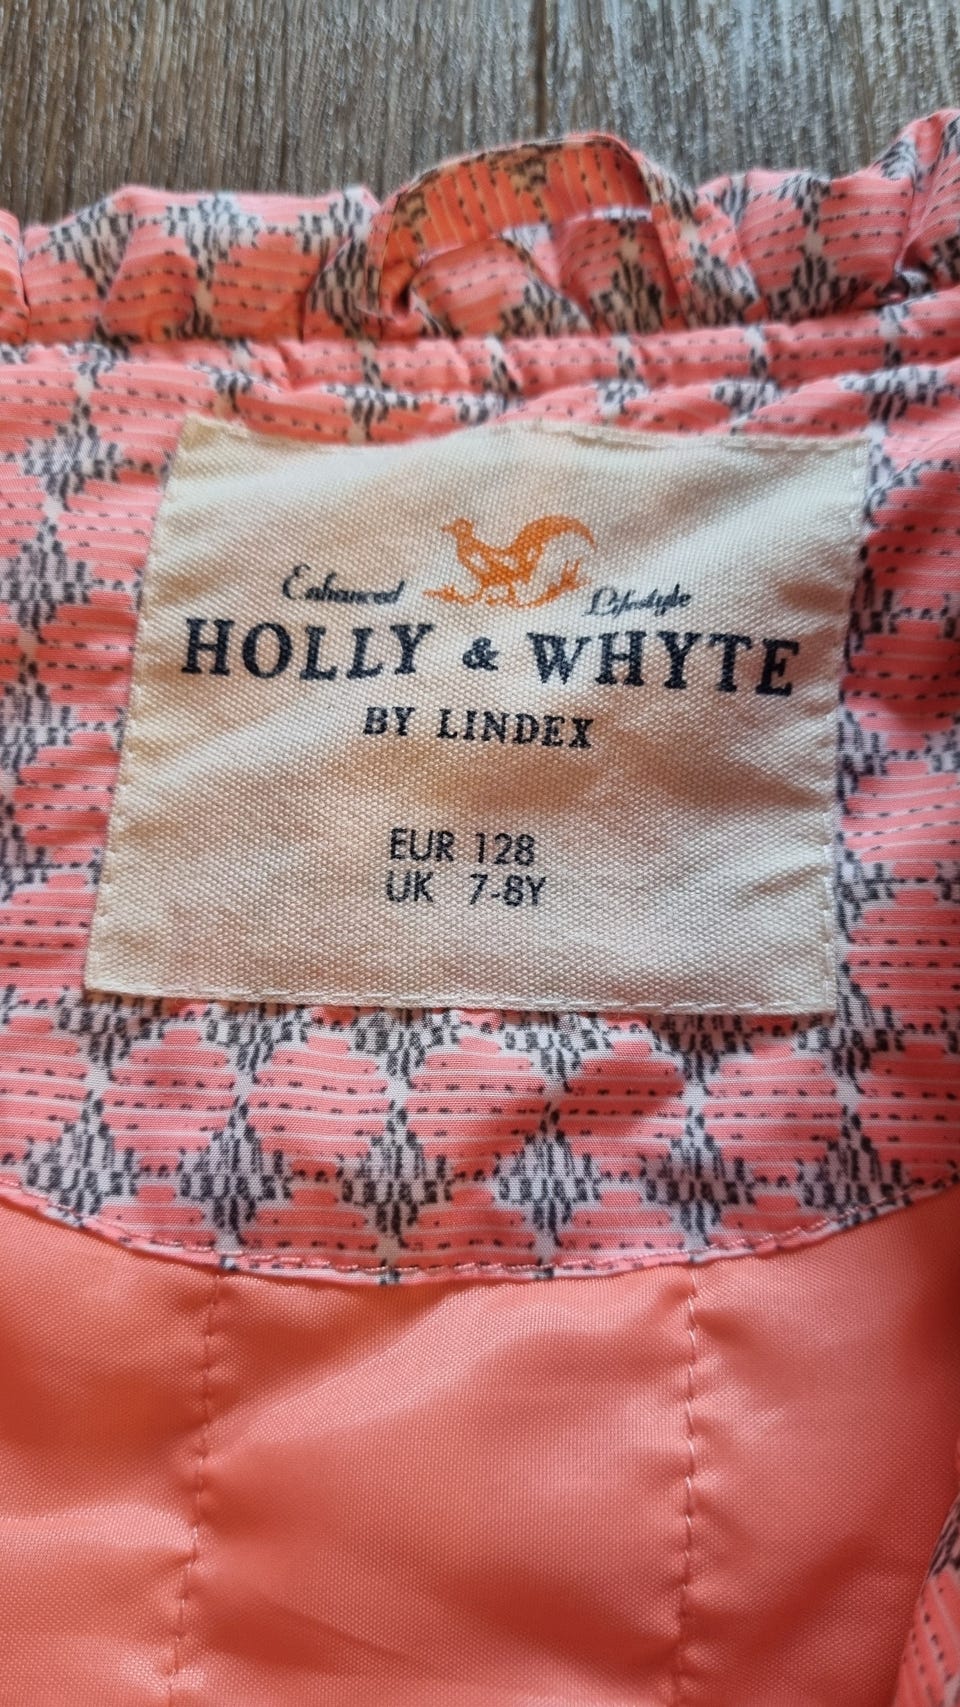 Enhanced Lifestyle
HOLLY & WHYTE
BY LINDEX
EUR 128
UK 7-8Y